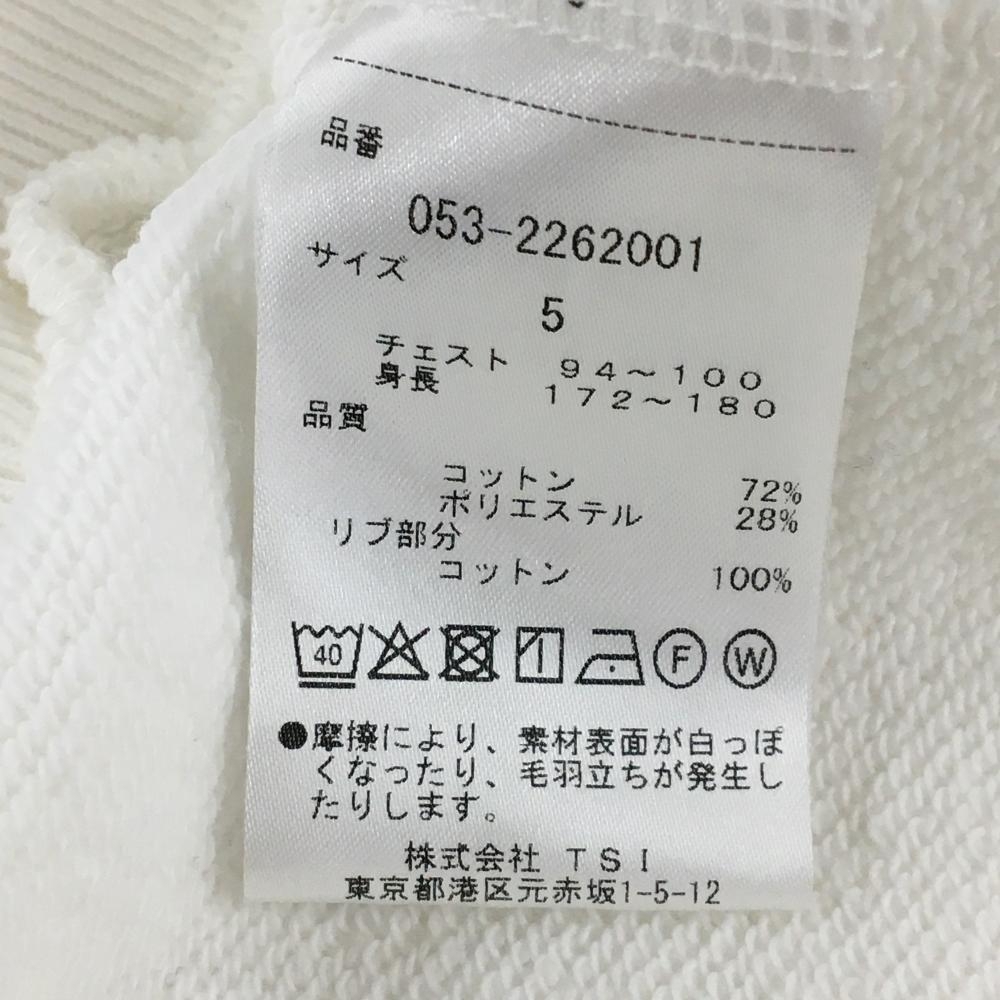 品番
053-2262001
サイズ
5
チェスト　９４～１００
身長　１７２～１８０
品質
コットン 72%
ポリエステル 28%
リブ部分
コットン 100%
40 F W
●摩擦により、素材表面が白っぽ
くなったり、毛羽立ちが発生し
たりします。
株式会社 ＴＳＩ
東京都港区元赤坂1-5-12